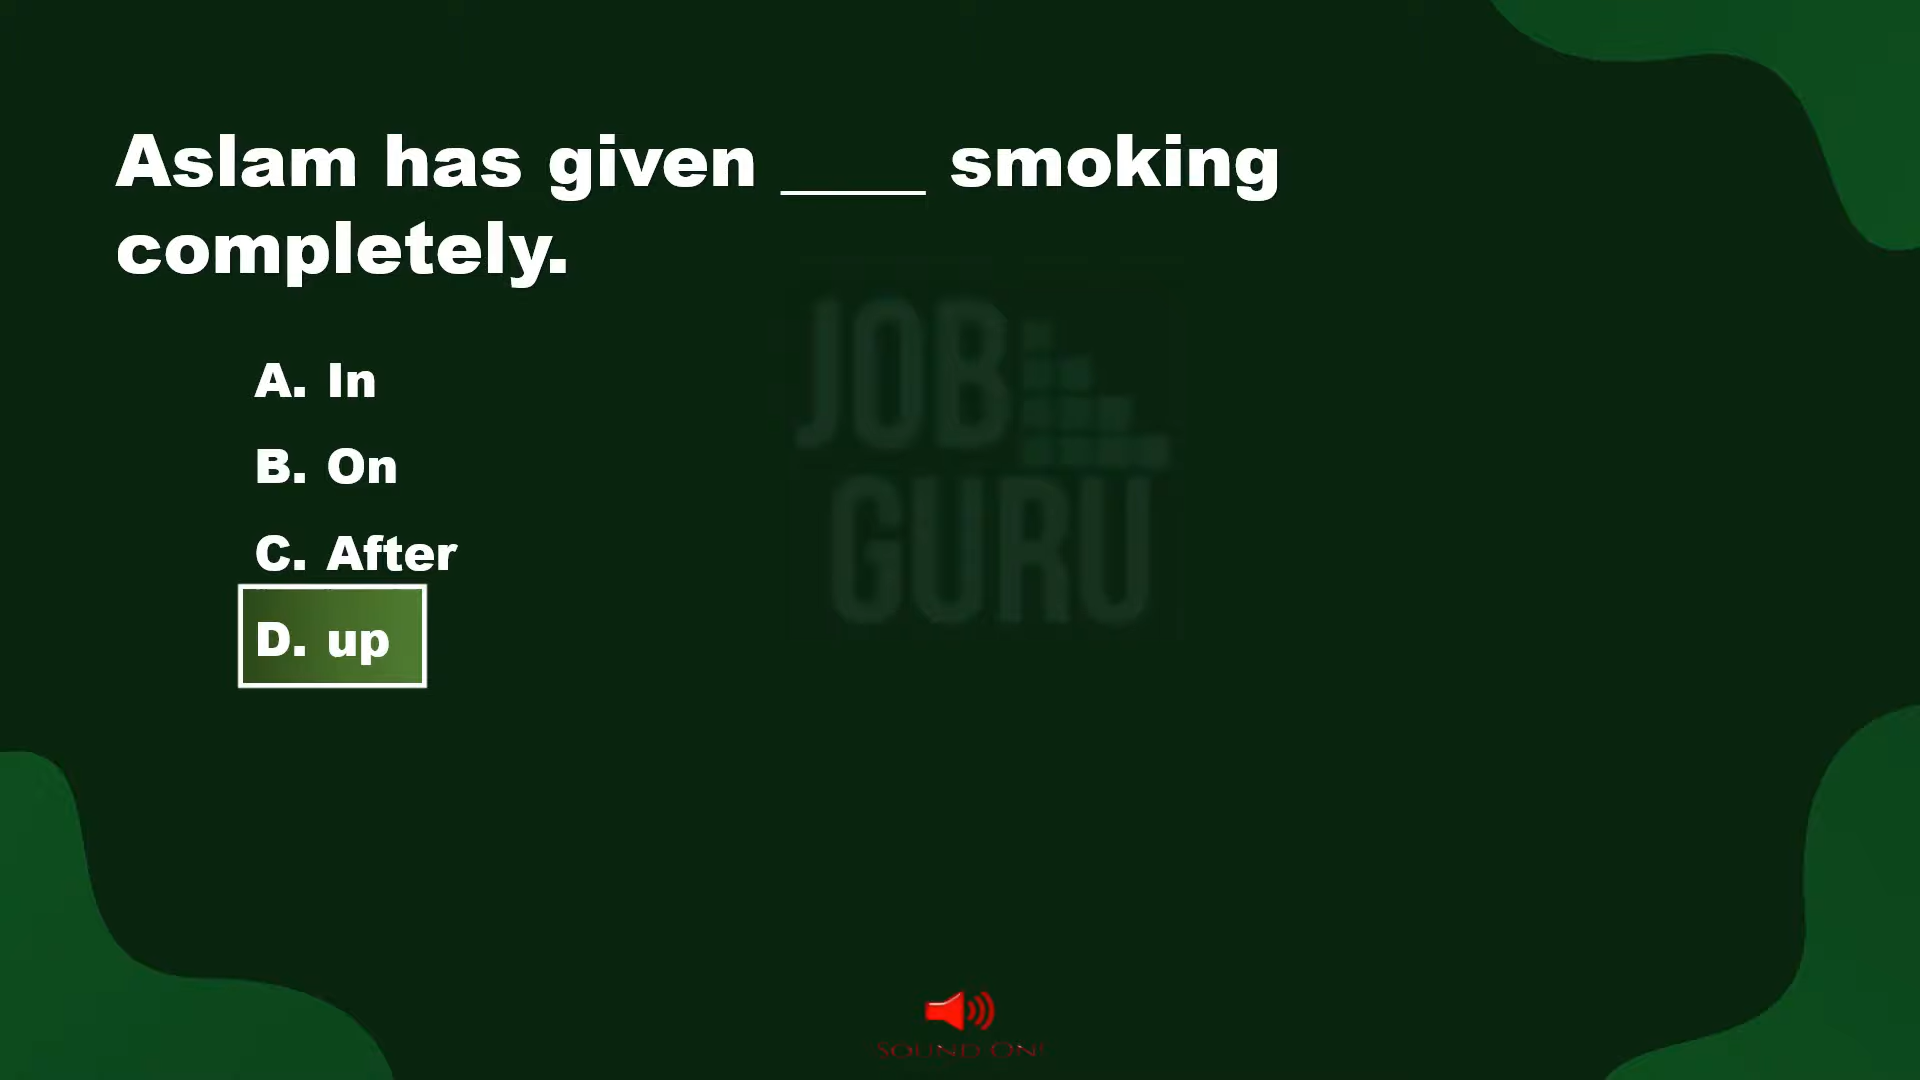 Aslam has given ____ smoking
completely.
A. In
B. On
C. After
D. up
JOB
GURU
SOUND ON!